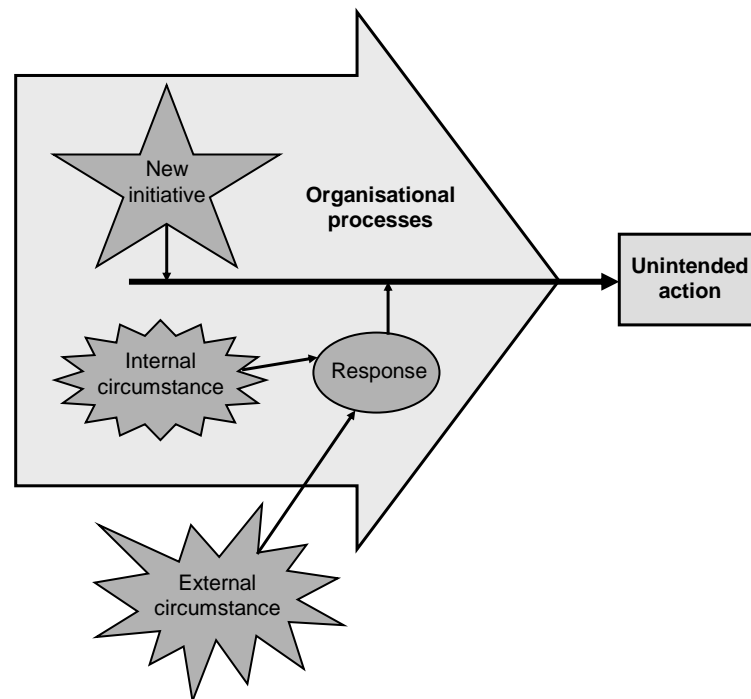 New
initiative
Organisational
processes
Unintended
action
Internal
circumstance
Response
External
circumstance